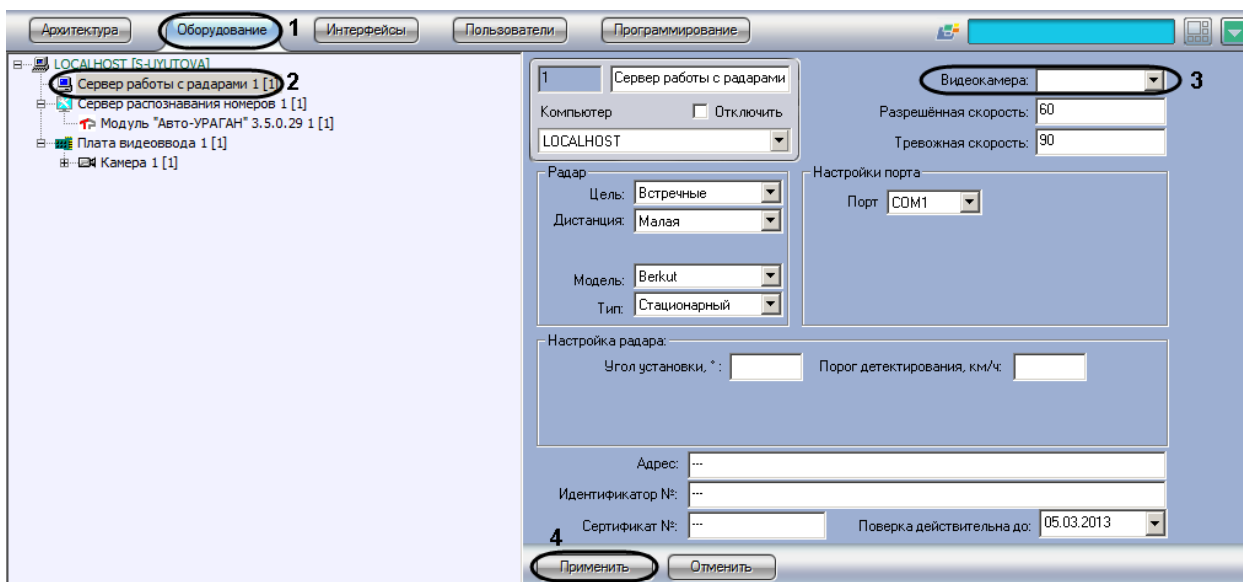 Архитектура Оборудование 1 Интерфейсы Пользователи Программирование
LOCALHOST [S-UYUTOVA]
Сервер работы с радарами 1 [1] 2
Сервер распознавания номеров 1 [1]
Модуль "Авто-УРАГАН" 3.5.0.29 1 [1]
Плата видеоввода 1 [1]
Камера 1 [1]
1 Сервер работы с радарами
Компьютер Отключить
LOCALHOST
Видеокамера: 3
Разрешённая скорость: 60
Тревожная скорость: 90
Радар
Цель: Встречные
Дистанция: Малая
Модель: Berkut
Тип: Стационарный
Настройки порта
Порт COM1
Настройка радара:
Угол установки, ° : Порог детектирования, км/ч:
Адрес: ---
Идентификатор №: ---
Сертификат №: --- Поверка действительна до: 05.03.2013
4
Применить Отменить